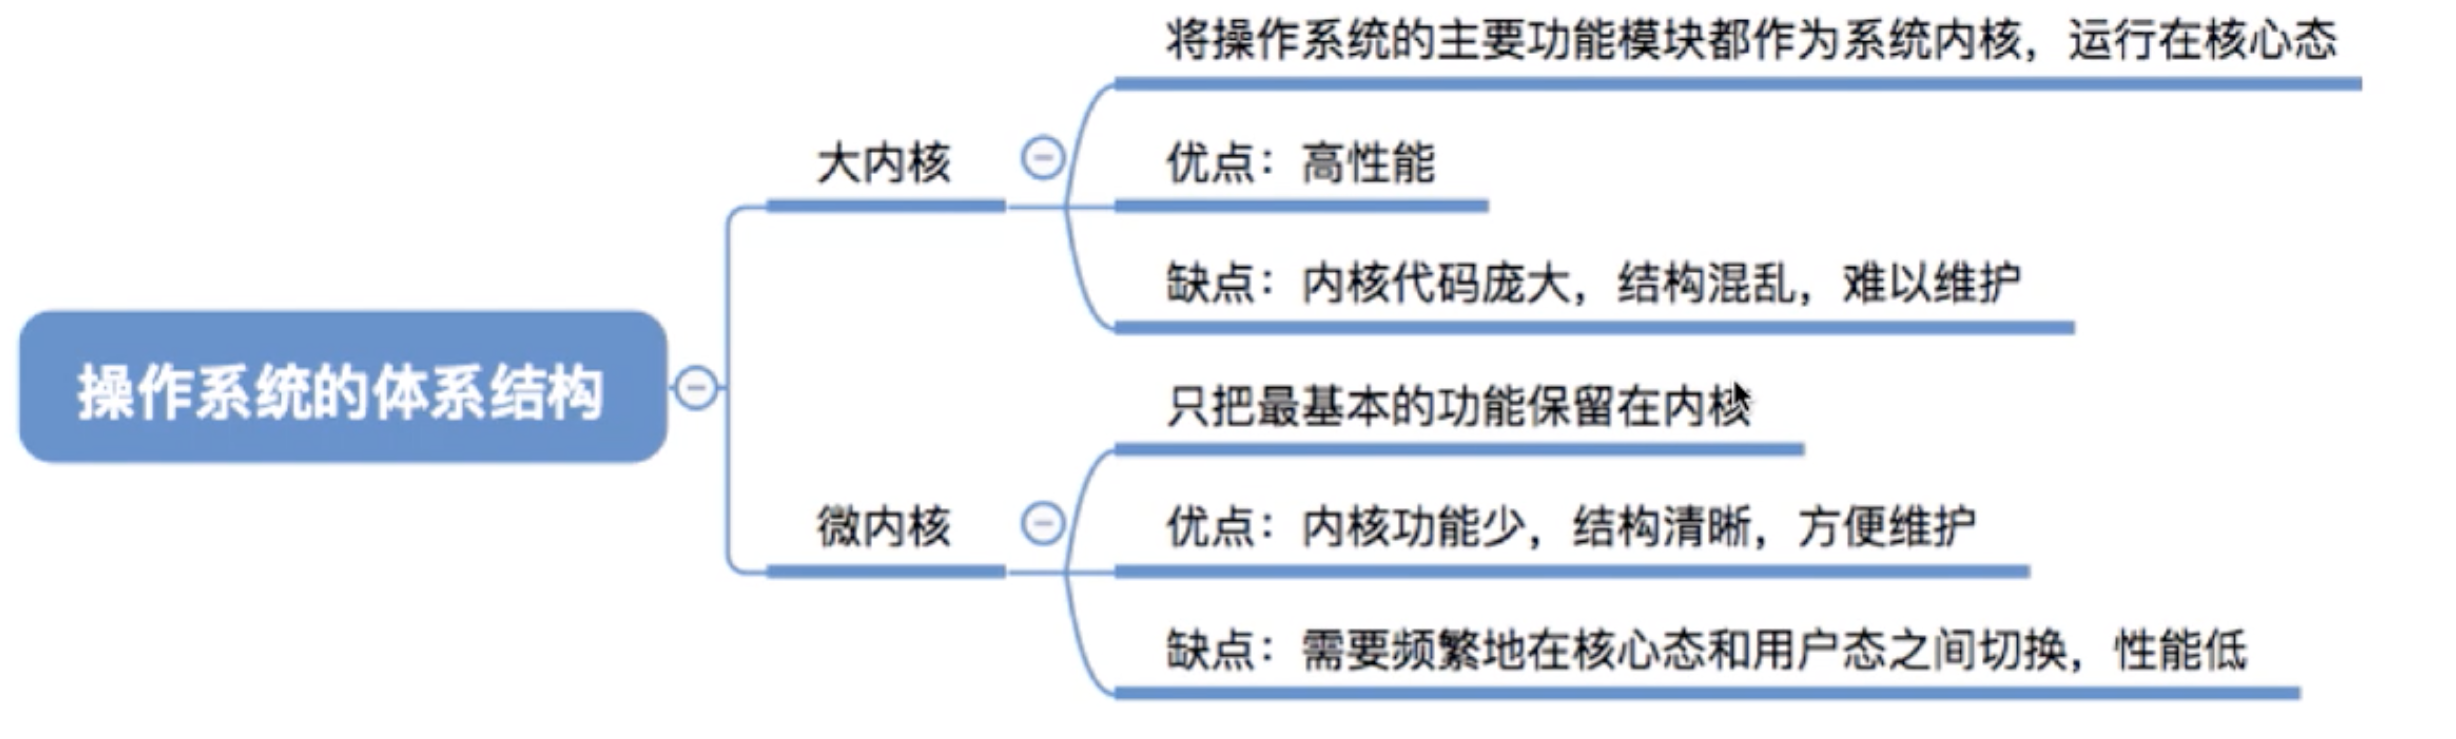 操作系统的体系结构
大内核
将操作系统的主要功能模块都作为系统内核，运行在核心态
优点：高性能
缺点：内核代码庞大，结构混乱，难以维护
微内核
只把最基本的功能保留在内核
优点：内核功能少，结构清晰，方便维护
缺点：需要频繁地在核心态和用户态之间切换，性能低